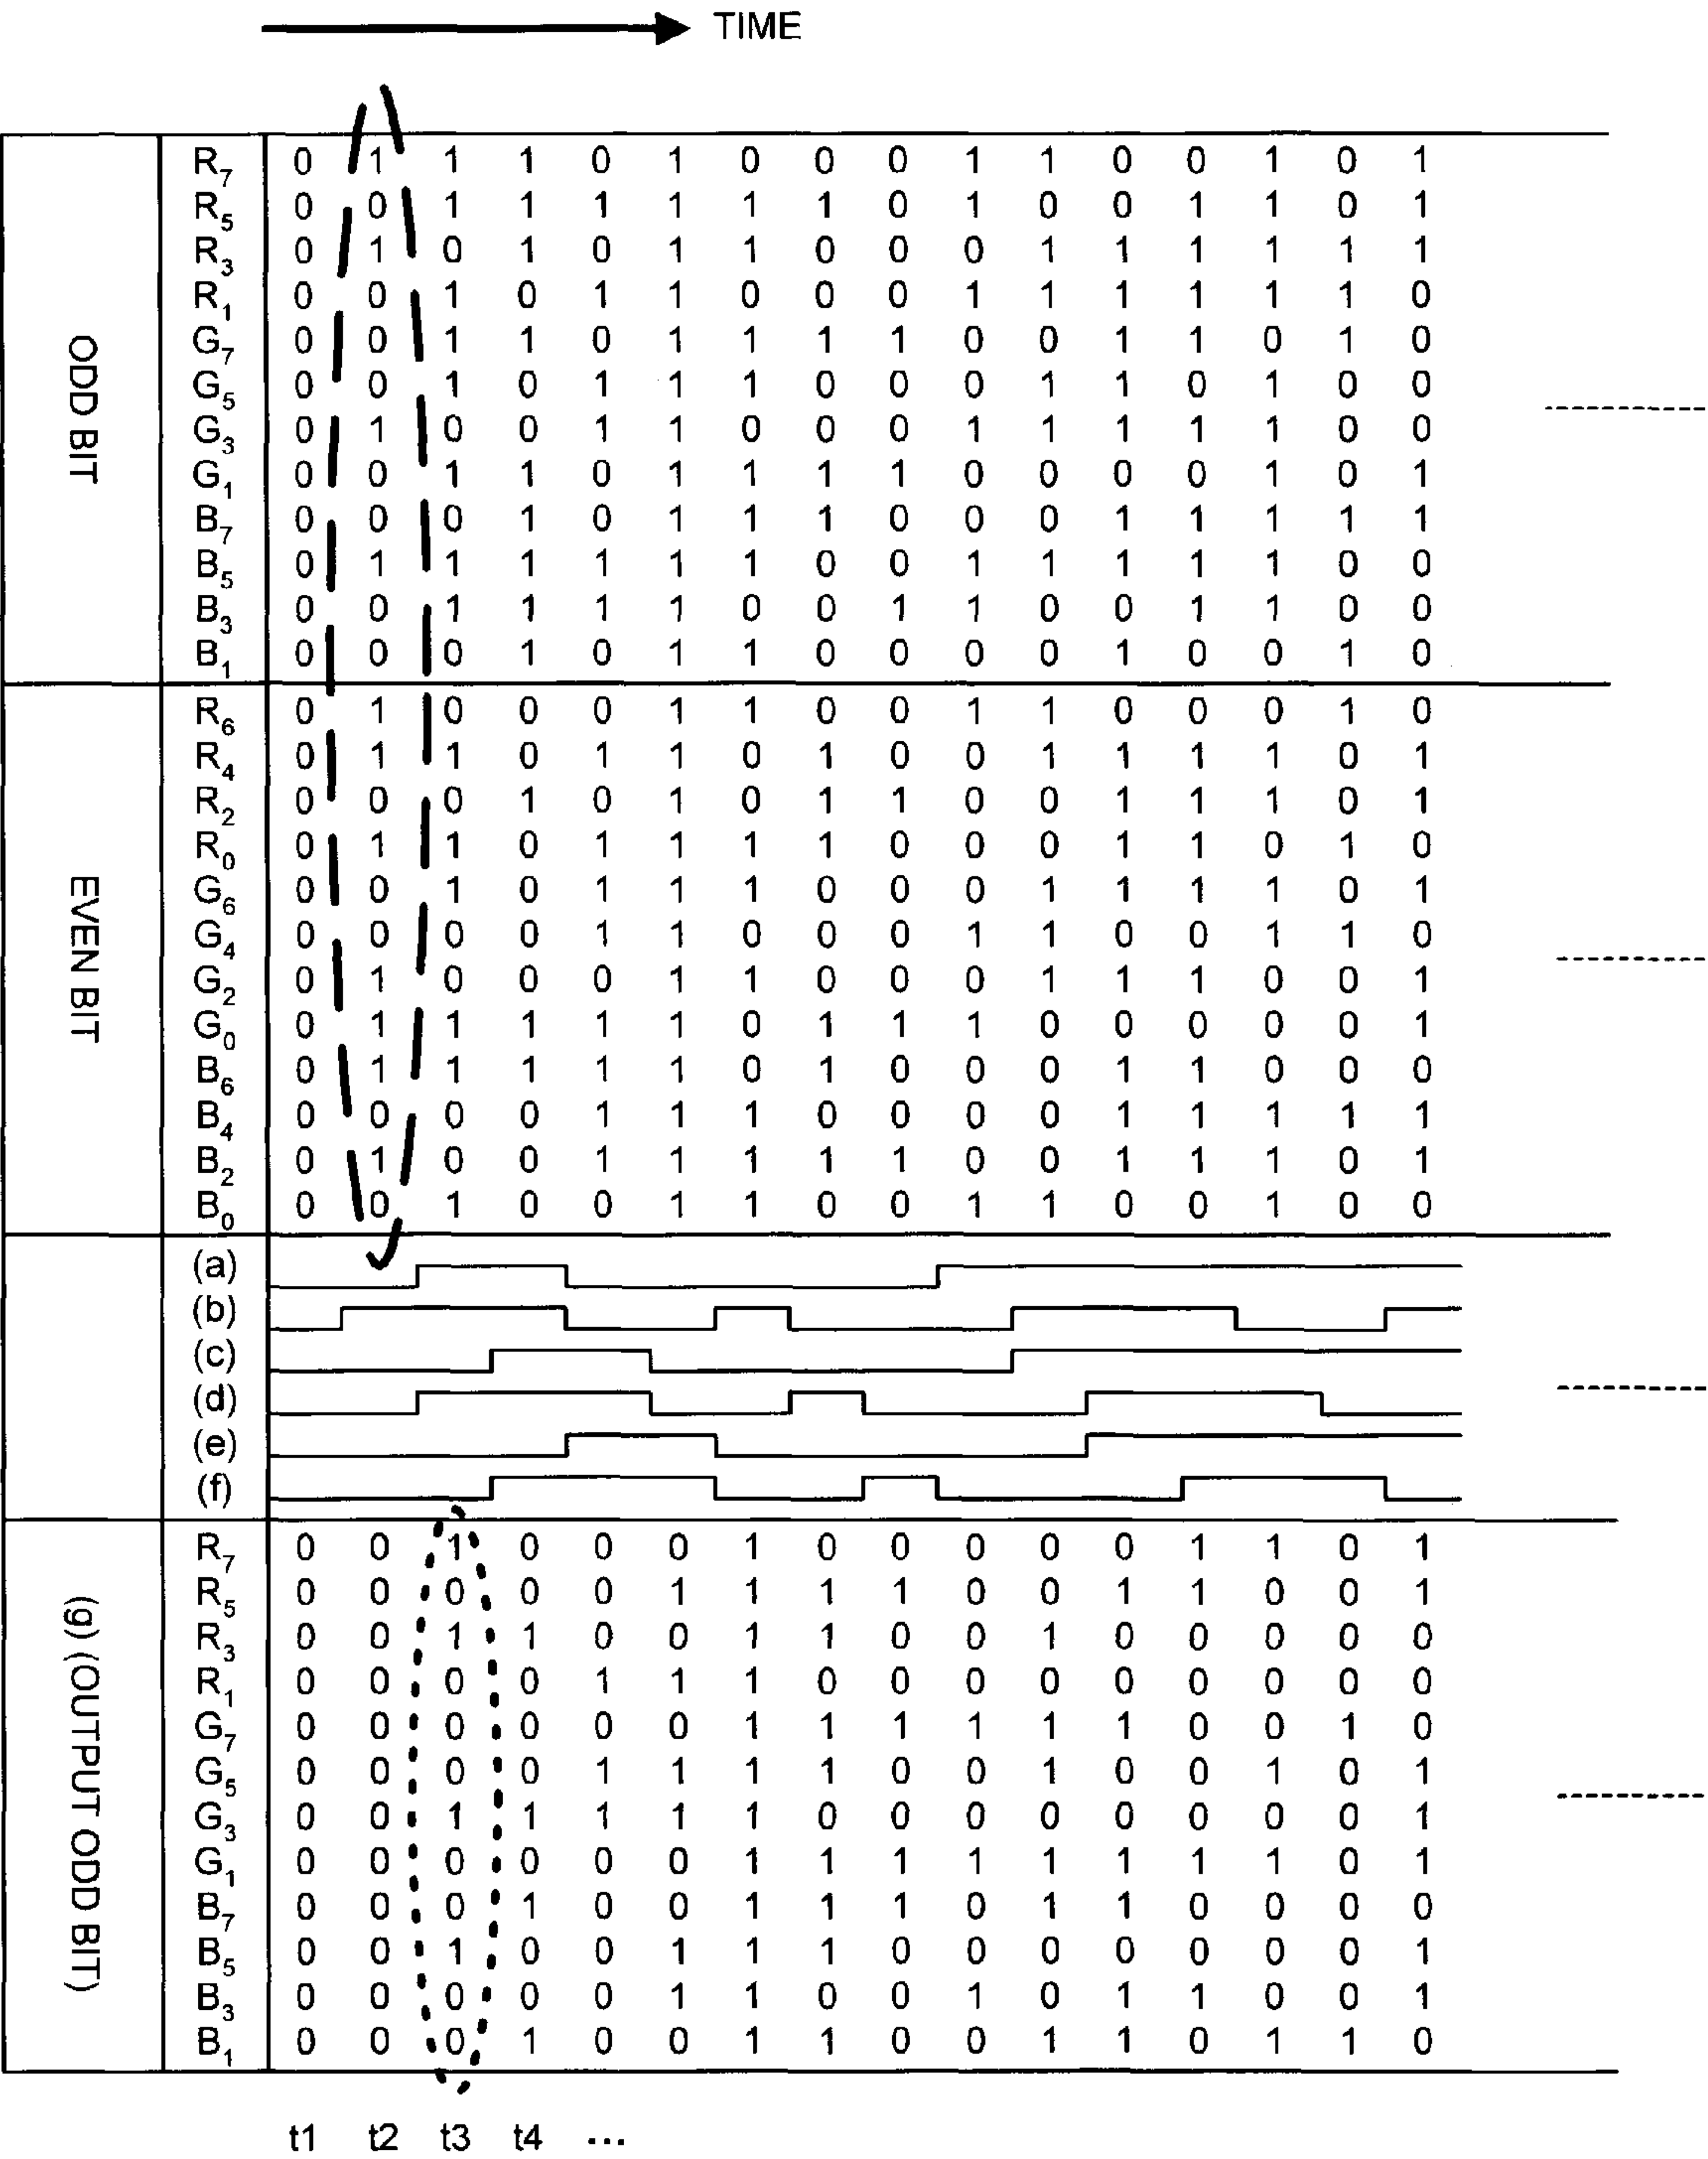 TIME
ODD BIT
R7 0 1 1 1 0 1 0 0 0 1 1 0 0 1 0 1
R5 0 0 1 1 1 1 1 1 0 1 0 0 1 1 0 1
R3 0 1 0 1 0 1 1 0 0 0 1 1 1 1 1 1
R1 0 0 1 0 1 1 0 0 0 1 1 1 1 1 1 0
G7 0 0 1 1 0 1 1 1 1 0 0 1 1 0 1 0
G5 0 0 1 0 1 1 1 0 0 0 1 1 0 1 0 0
G3 0 1 0 0 1 1 0 0 0 1 1 1 1 1 0 0
G1 0 0 1 1 0 1 1 1 1 0 0 0 0 1 0 1
B7 0 0 0 1 0 1 1 1 0 0 0 1 1 1 1 1
B5 0 1 1 1 1 1 1 0 0 1 1 1 1 1 0 0
B3 0 0 1 1 1 1 0 0 1 1 0 0 1 1 0 0
B1 0 0 0 1 0 1 1 0 0 0 0 1 0 0 1 0
EVEN BIT
R6 0 1 0 0 0 1 1 0 0 1 1 0 0 0 1 0
R4 0 1 1 0 1 1 0 1 0 0 1 1 1 1 0 1
R2 0 0 0 1 0 1 0 1 1 0 0 1 1 1 0 1
R0 0 1 1 0 1 1 1 1 0 0 0 1 1 0 1 0
G6 0 0 1 0 1 1 1 0 0 0 1 1 1 1 0 1
G4 0 0 0 0 1 1 0 0 0 1 1 0 0 1 1 0
G2 0 1 0 0 0 1 1 0 0 0 1 1 1 0 0 1
G0 0 1 1 1 1 1 0 1 1 1 0 0 0 0 0 1
B6 0 1 1 1 1 1 0 1 0 0 0 1 1 0 0 0
B4 0 0 0 0 1 1 1 0 0 0 0 1 1 1 1 1
B2 0 1 0 0 1 1 1 1 1 0 0 1 1 1 0 1
B0 0 0 1 0 0 1 1 0 0 1 1 0 0 1 0 0
(a)
(b)
(c)
(d)
(e)
(f)
(g) (OUTPUT ODD BIT)
R7 0 0 1 0 0 0 1 0 0 0 0 0 1 1 0 1
R5 0 0 0 0 0 1 1 1 1 0 0 1 1 0 0 1
R3 0 0 1 1 0 0 1 1 0 0 1 0 0 0 0 0
R1 0 0 0 0 1 1 1 0 0 0 0 0 0 0 0 0
G7 0 0 0 0 0 0 1 1 1 1 1 1 0 0 1 0
G5 0 0 0 0 1 1 1 1 0 0 1 0 0 1 0 1
G3 0 0 1 1 1 1 1 0 0 0 0 0 0 0 0 1
G1 0 0 0 0 0 0 1 1 1 1 1 1 1 1 0 1
B7 0 0 0 1 0 0 1 1 1 0 1 1 0 0 0 0
B5 0 0 1 0 0 1 1 1 0 0 0 0 0 0 0 1
B3 0 0 0 0 0 1 1 0 0 1 0 1 1 0 0 1
B1 0 0 0 1 0 0 1 1 0 0 1 1 0 1 1 0
t1 t2 t3 t4 ...